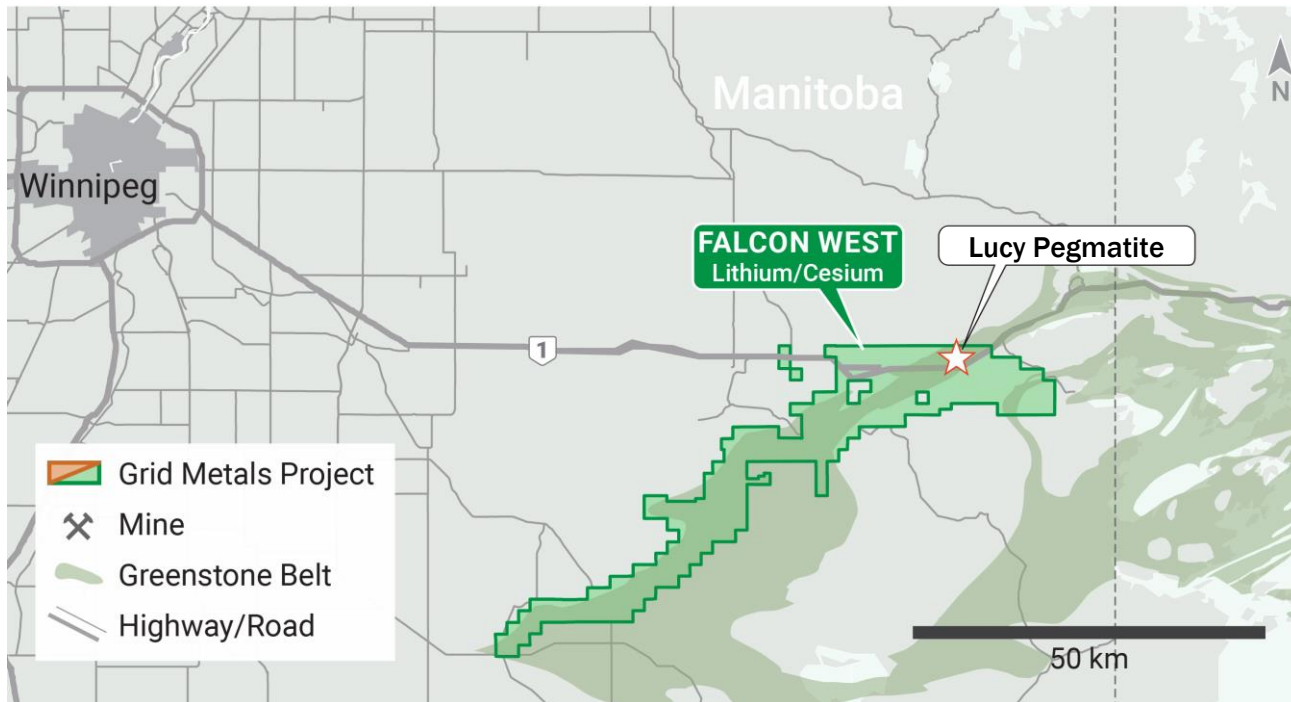 Manitoba
N
Winnipeg
FALCON WEST
Lithium/Cesium
Lucy Pegmatite
1
Grid Metals Project
Mine
Greenstone Belt
Highway/Road
50 km